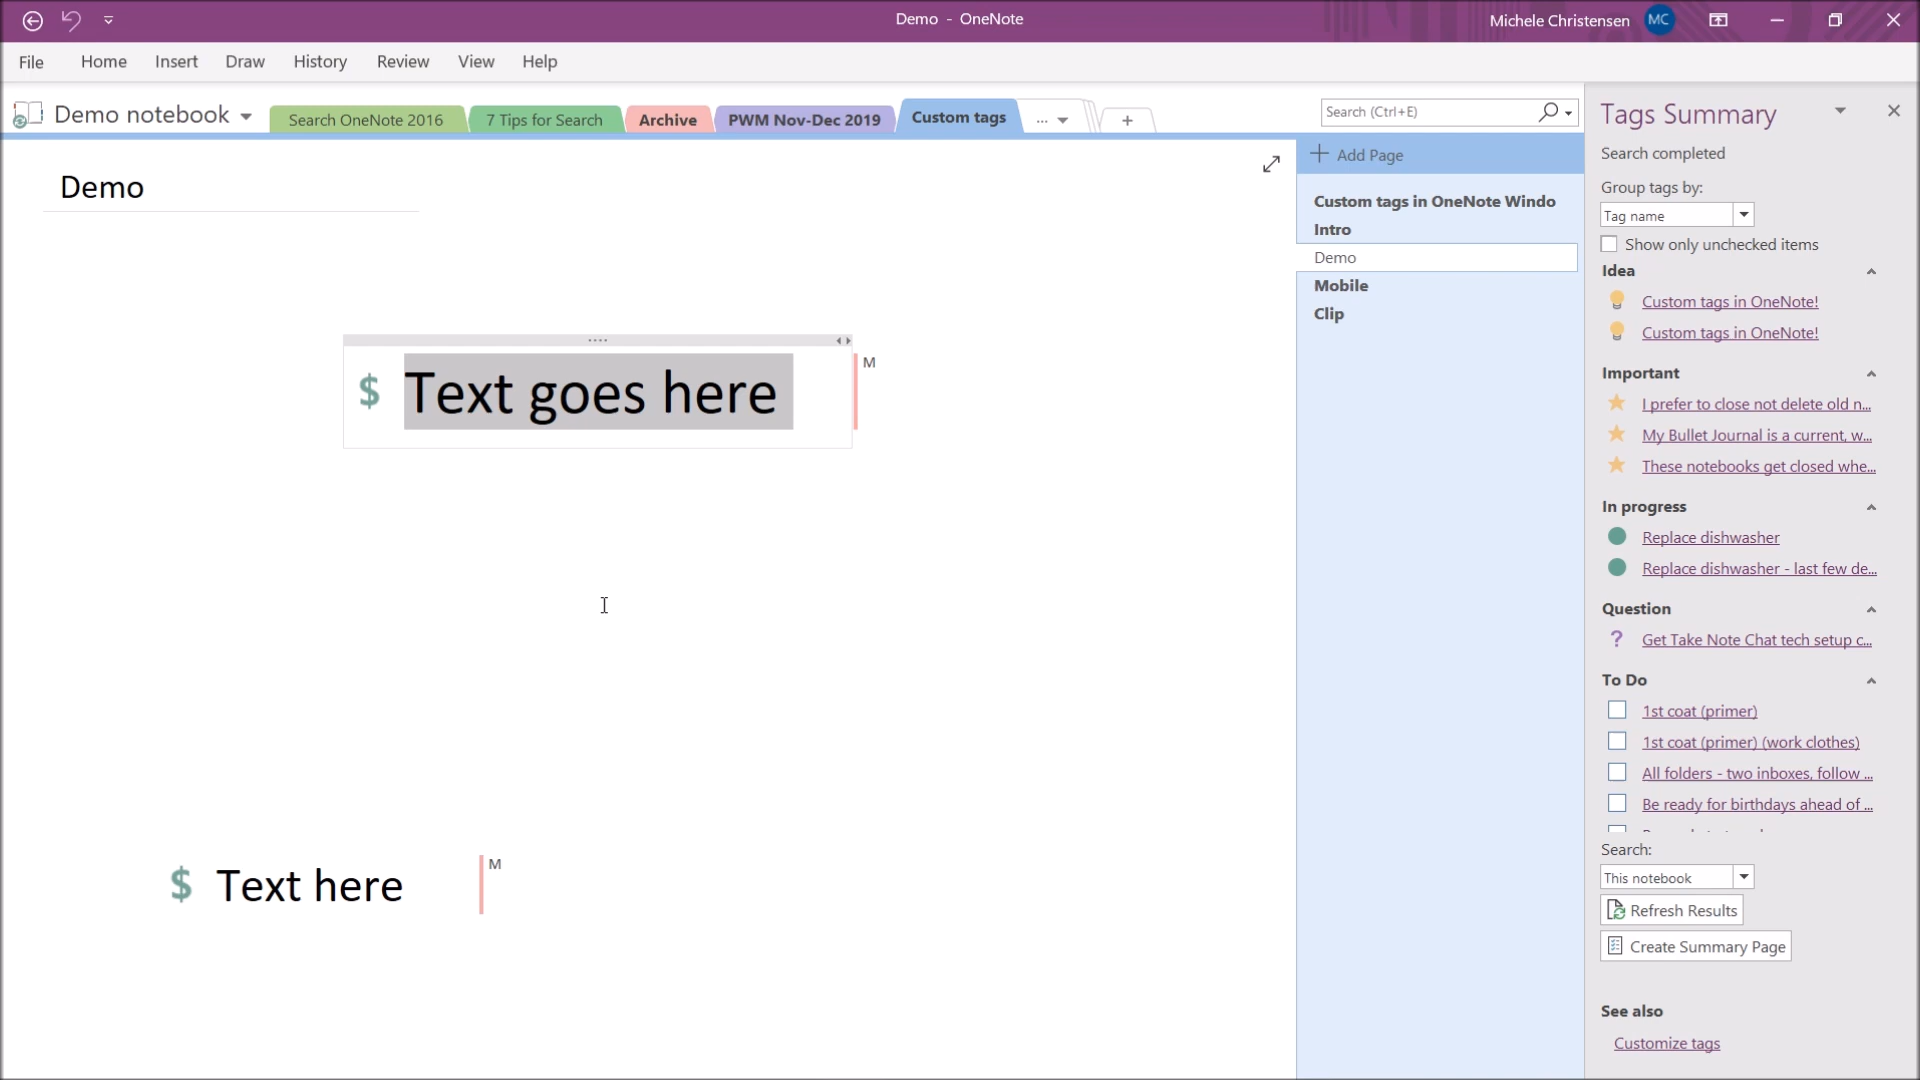 Demo - OneNote
Michele Christensen MC
File Home Insert Draw History Review View Help
Demo notebook
Search OneNote 2016
7 Tips for Search
Archive
PWM Nov-Dec 2019
Custom tags
...
Search (Ctrl+E)
Demo
$ Text goes here
M
$ Text here
M
Add Page
Custom tags in OneNote Windo
Intro
Demo
Mobile
Clip
Tags Summary
Search completed
Group tags by:
Tag name
Show only unchecked items
Idea
Custom tags in OneNote!
Custom tags in OneNote!
Important
I prefer to close not delete old n...
My Bullet Journal is a current, w...
These notebooks get closed whe...
In progress
Replace dishwasher
Replace dishwasher - last few de...
Question
? Get Take Note Chat tech setup c...
To Do
1st coat (primer)
1st coat (primer) (work clothes)
All folders - two inboxes, follow ...
Be ready for birthdays ahead of ...
Search:
This notebook
Refresh Results
Create Summary Page
See also
Customize tags